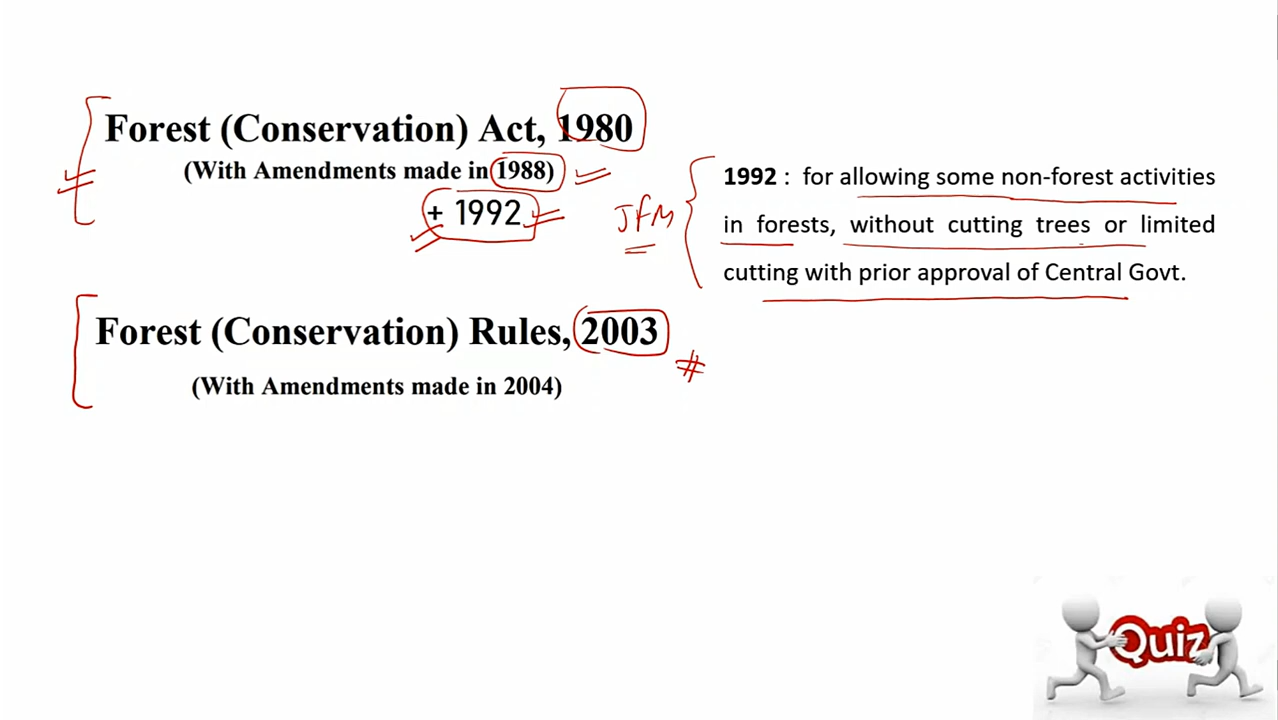 Forest (Conservation) Act, 1980
(With Amendments made in 1988)
+ 1992
JFM
1992 : for allowing some non-forest activities
in forests, without cutting trees or limited
cutting with prior approval of Central Govt.
Forest (Conservation) Rules, 2003
#
(With Amendments made in 2004)
Quiz